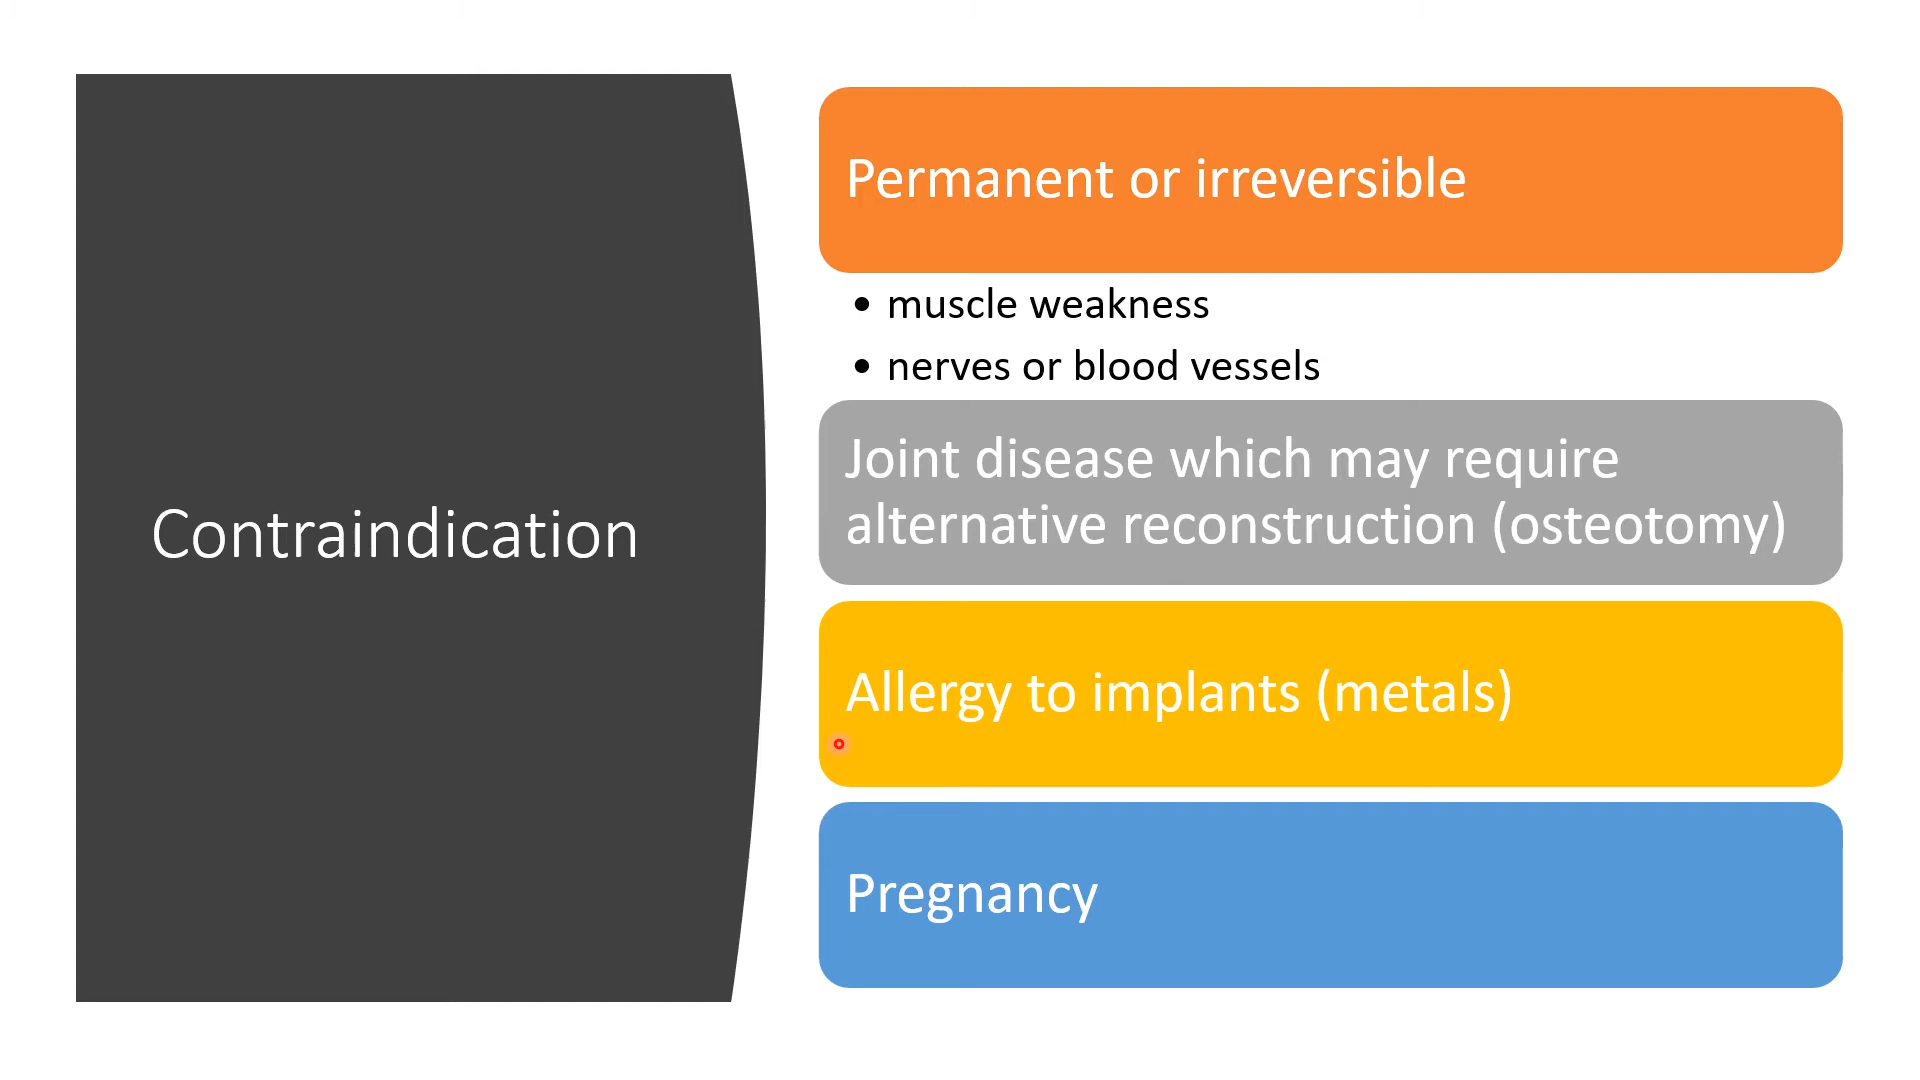 Contraindication
Permanent or irreversible
• muscle weakness
• nerves or blood vessels
Joint disease which may require
alternative reconstruction (osteotomy)
Allergy to implants (metals)
Pregnancy